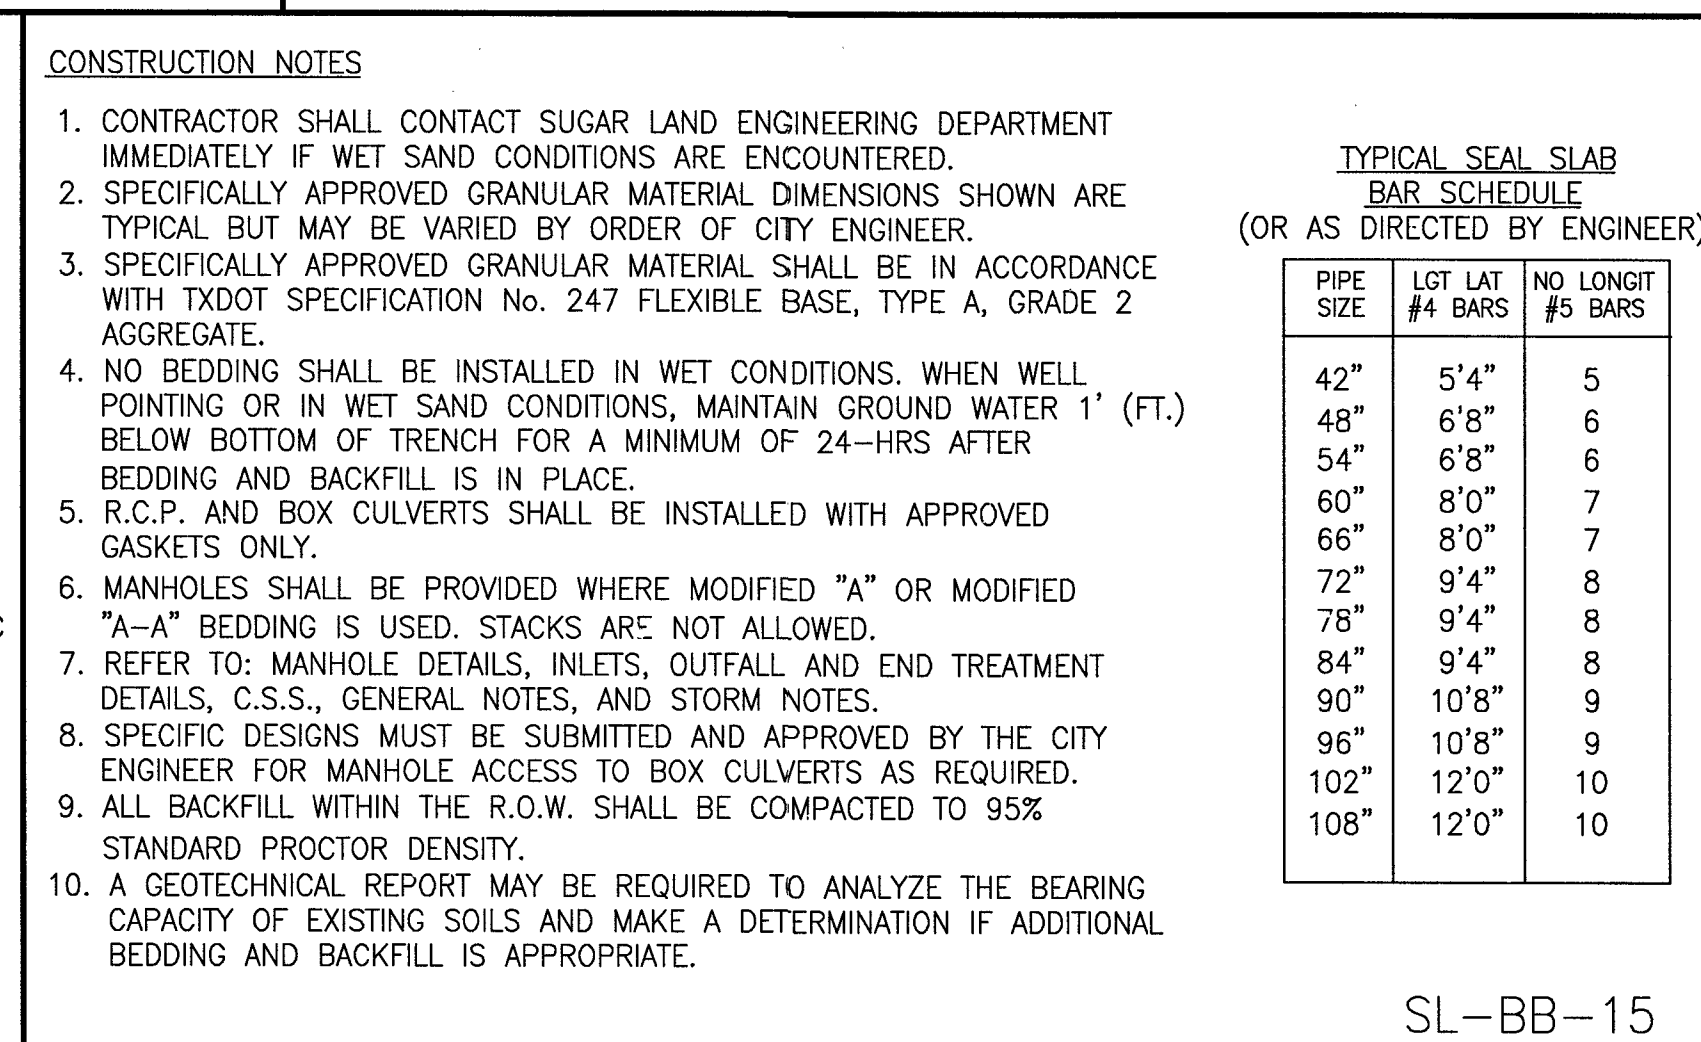 CONSTRUCTION NOTES
1. CONTRACTOR SHALL CONTACT SUGAR LAND ENGINEERING DEPARTMENT
IMMEDIATELY IF WET SAND CONDITIONS ARE ENCOUNTERED.
2. SPECIFICALLY APPROVED GRANULAR MATERIAL DIMENSIONS SHOWN ARE
TYPICAL BUT MAY BE VARIED BY ORDER OF CITY ENGINEER.
3. SPECIFICALLY APPROVED GRANULAR MATERIAL SHALL BE IN ACCORDANCE
WITH TXDOT SPECIFICATION No. 247 FLEXIBLE BASE, TYPE A, GRADE 2
AGGREGATE.
4. NO BEDDING SHALL BE INSTALLED IN WET CONDITIONS. WHEN WELL
POINTING OR IN WET SAND CONDITIONS, MAINTAIN GROUND WATER 1' (FT.)
BELOW BOTTOM OF TRENCH FOR A MINIMUM OF 24-HRS AFTER
BEDDING AND BACKFILL IS IN PLACE.
5. R.C.P. AND BOX CULVERTS SHALL BE INSTALLED WITH APPROVED
GASKETS ONLY.
6. MANHOLES SHALL BE PROVIDED WHERE MODIFIED "A" OR MODIFIED
"A-A" BEDDING IS USED. STACKS ARE NOT ALLOWED.
7. REFER TO: MANHOLE DETAILS, INLETS, OUTFALL AND END TREATMENT
DETAILS, C.S.S., GENERAL NOTES, AND STORM NOTES.
8. SPECIFIC DESIGNS MUST BE SUBMITTED AND APPROVED BY THE CITY
ENGINEER FOR MANHOLE ACCESS TO BOX CULVERTS AS REQUIRED.
9. ALL BACKFILL WITHIN THE R.O.W. SHALL BE COMPACTED TO 95%
STANDARD PROCTOR DENSITY.
10. A GEOTECHNICAL REPORT MAY BE REQUIRED TO ANALYZE THE BEARING
CAPACITY OF EXISTING SOILS AND MAKE A DETERMINATION IF ADDITIONAL
BEDDING AND BACKFILL IS APPROPRIATE.
TYPICAL SEAL SLAB
BAR SCHEDULE
(OR AS DIRECTED BY ENGINEER)
PIPE LGT LAT NO LONGIT
SIZE #4 BARS #5 BARS
42" 5'4" 5
48" 6'8" 6
54" 6'8" 6
60" 8'0" 7
66" 8'0" 7
72" 9'4" 8
78" 9'4" 8
84" 9'4" 8
90" 10'8" 9
96" 10'8" 9
102" 12'0" 10
108" 12'0" 10
SL-BB-15